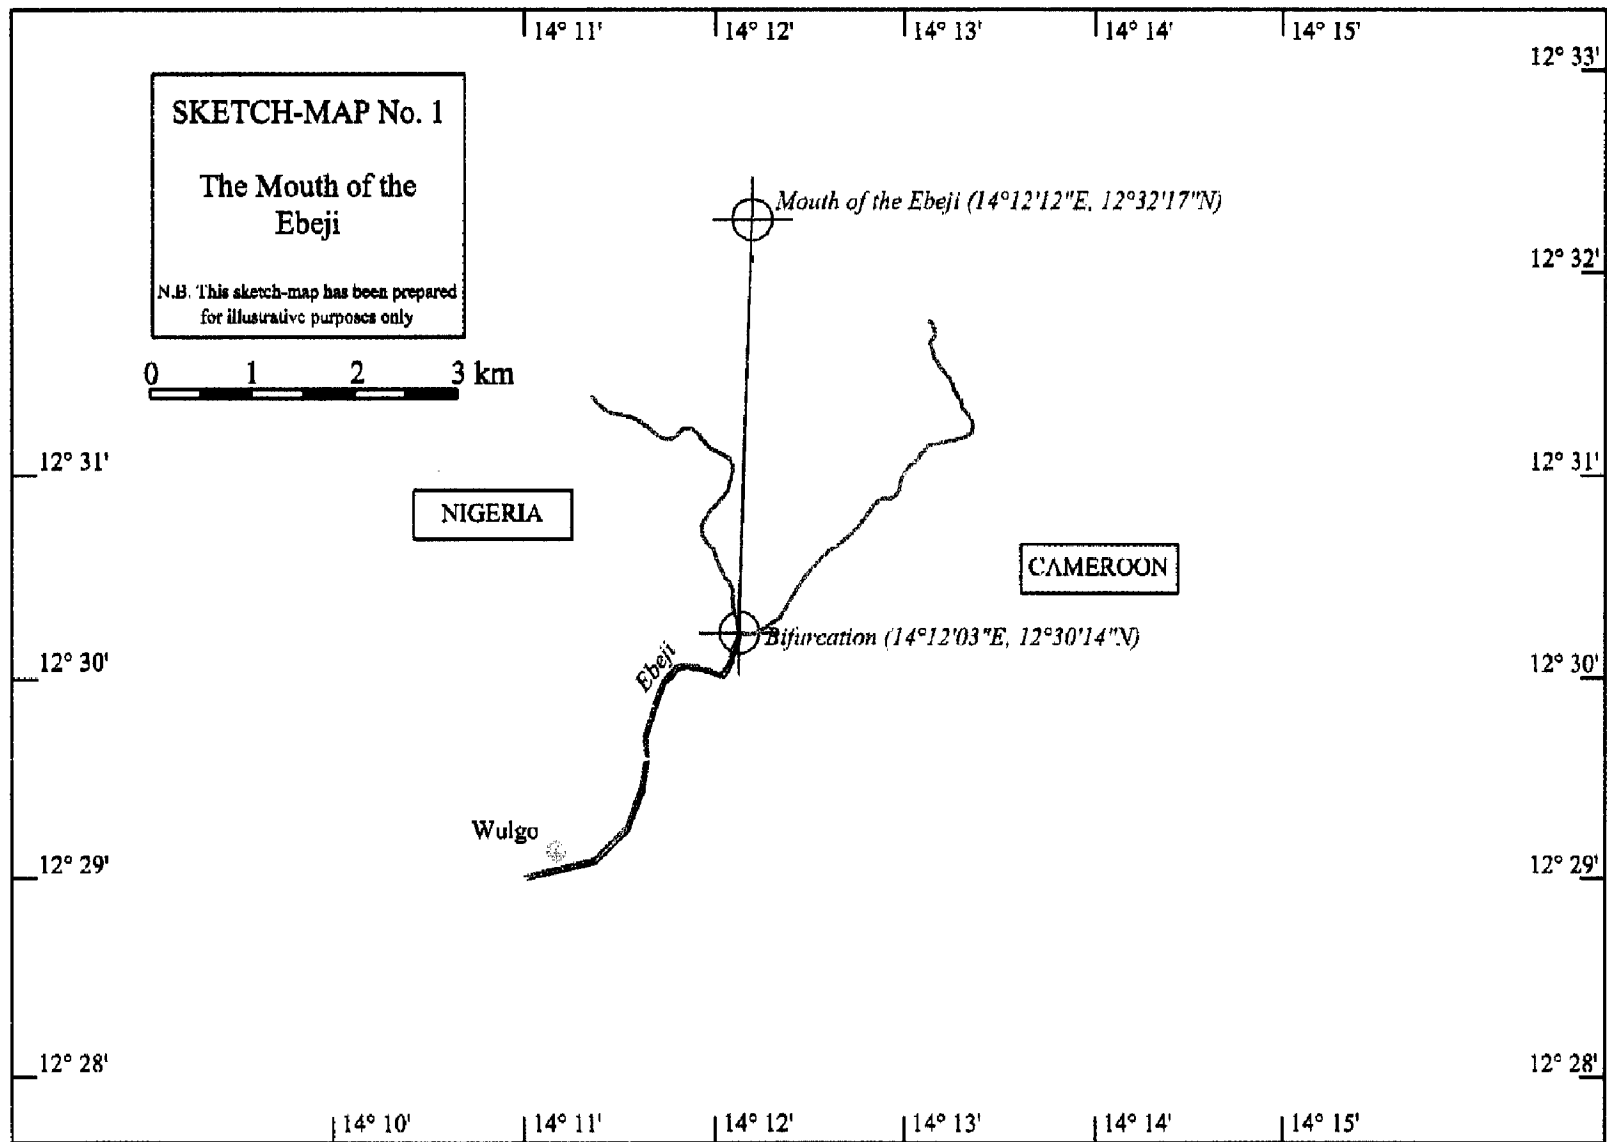 14° 11' 14° 12' 14° 13' 14° 14' 14° 15'
12° 33'
SKETCH-MAP No. 1
The Mouth of the
Ebeji
N.B. This sketch-map has been prepared
for illustrative purposes only
Mouth of the Ebeji (14°12'12"E, 12°32'17"N)
12° 32'
0 1 2 3 km
12° 31' 12° 31'
NIGERIA
CAMEROON
Bifurcation (14°12'03"E, 12°30'14"N)
Ebeji
12° 30' 12° 30'
Wulgo
12° 29' 12° 29'
12° 28' 12° 28'
14° 10' 14° 11' 14° 12' 14° 13' 14° 14' 14° 15'